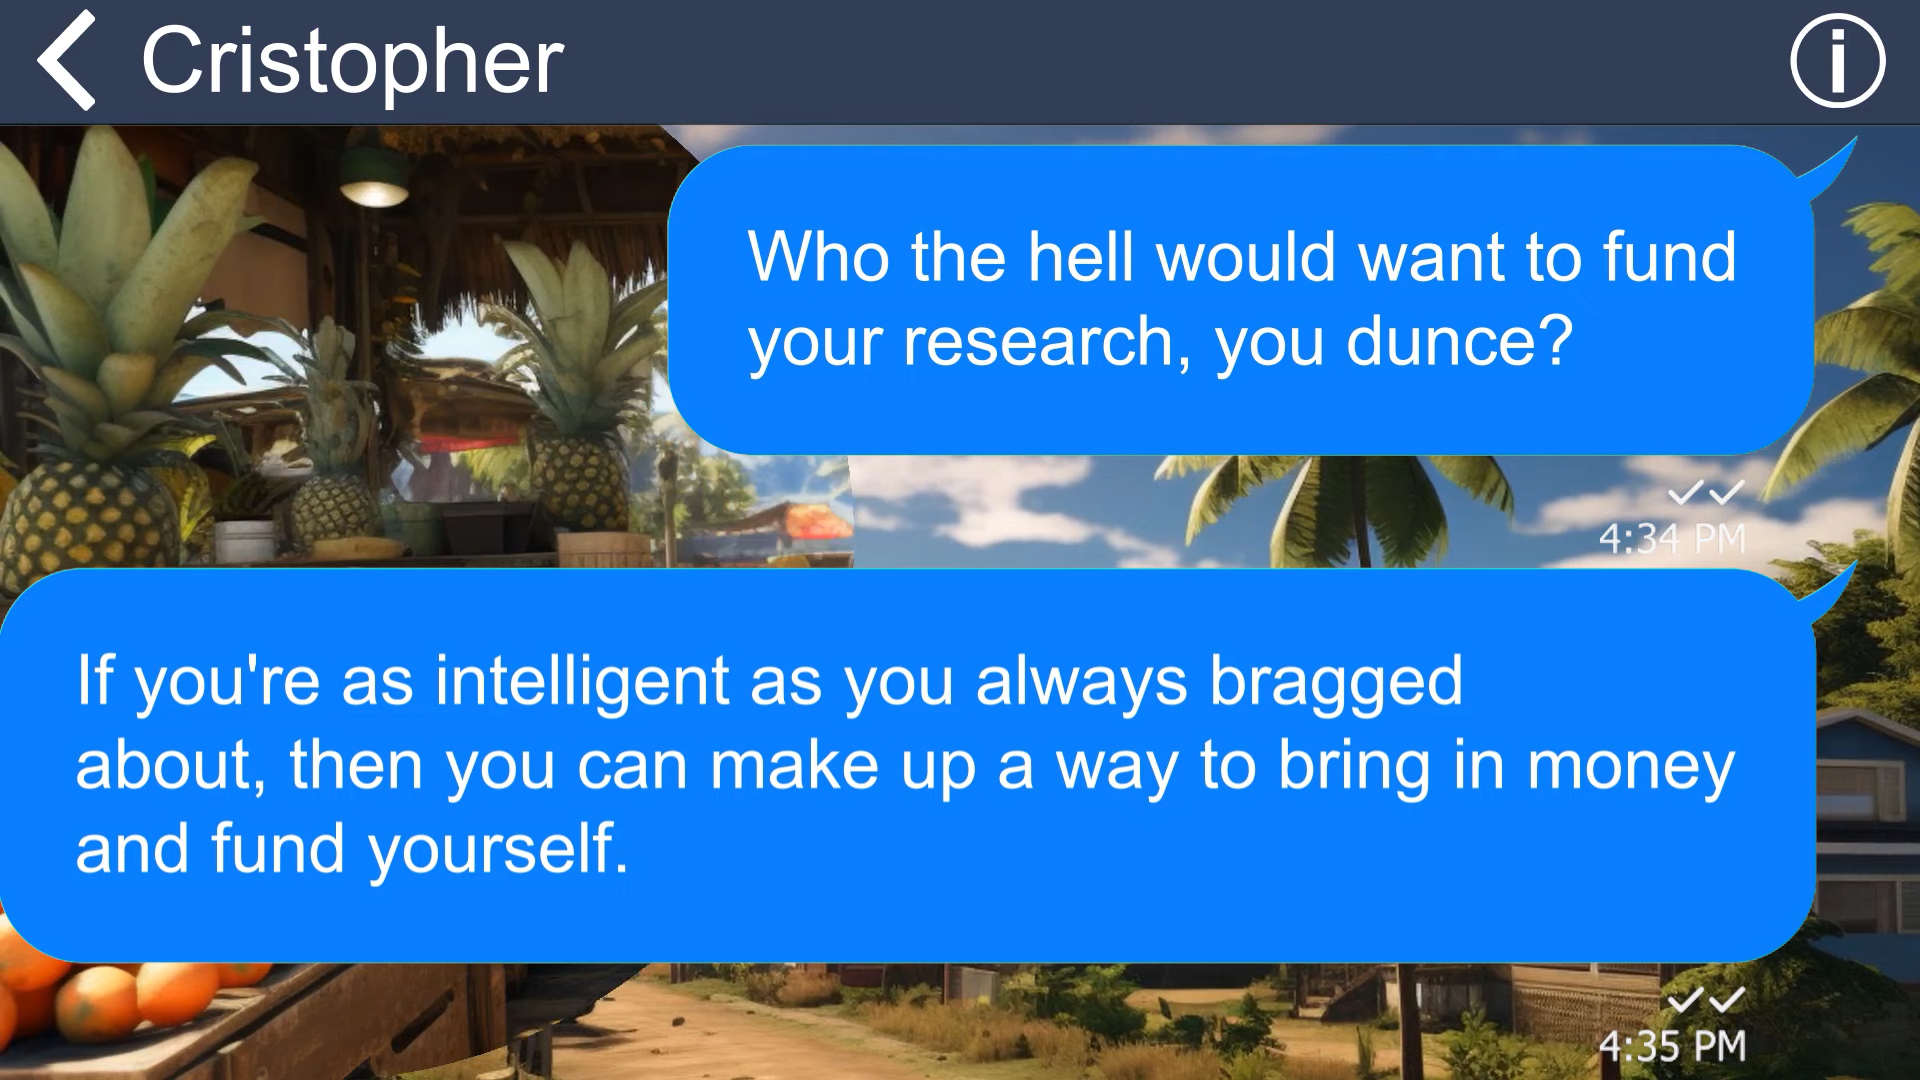 Cristopher
Who the hell would want to fund
your research, you dunce?
4:34 PM
If you're as intelligent as you always bragged
about, then you can make up a way to bring in money
and fund yourself.
4:35 PM